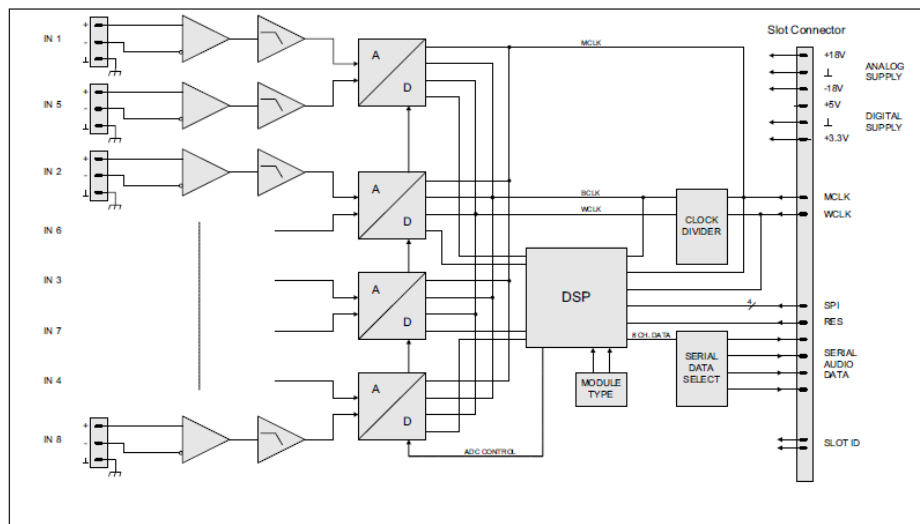 Slot Connector
MCLK
+18V
ANALOG
SUPPLY
⊥
-18V
+5V
DIGITAL
SUPPLY
⊥
+3.3V
IN 1
+
-
⊥
A
D
IN 5
+
-
⊥
IN 2
+
-
⊥
A
D
BCLK
WCLK
CLOCK
DIVIDER
MCLK
WCLK
IN 6
IN 3
A
D
DSP
4
SPI
IN 7
RES
8 CH. DATA
SERIAL
DATA
SELECT
SERIAL
AUDIO
DATA
IN 4
A
D
MODULE
TYPE
IN 8
+
-
⊥
ADC CONTROL
SLOT ID